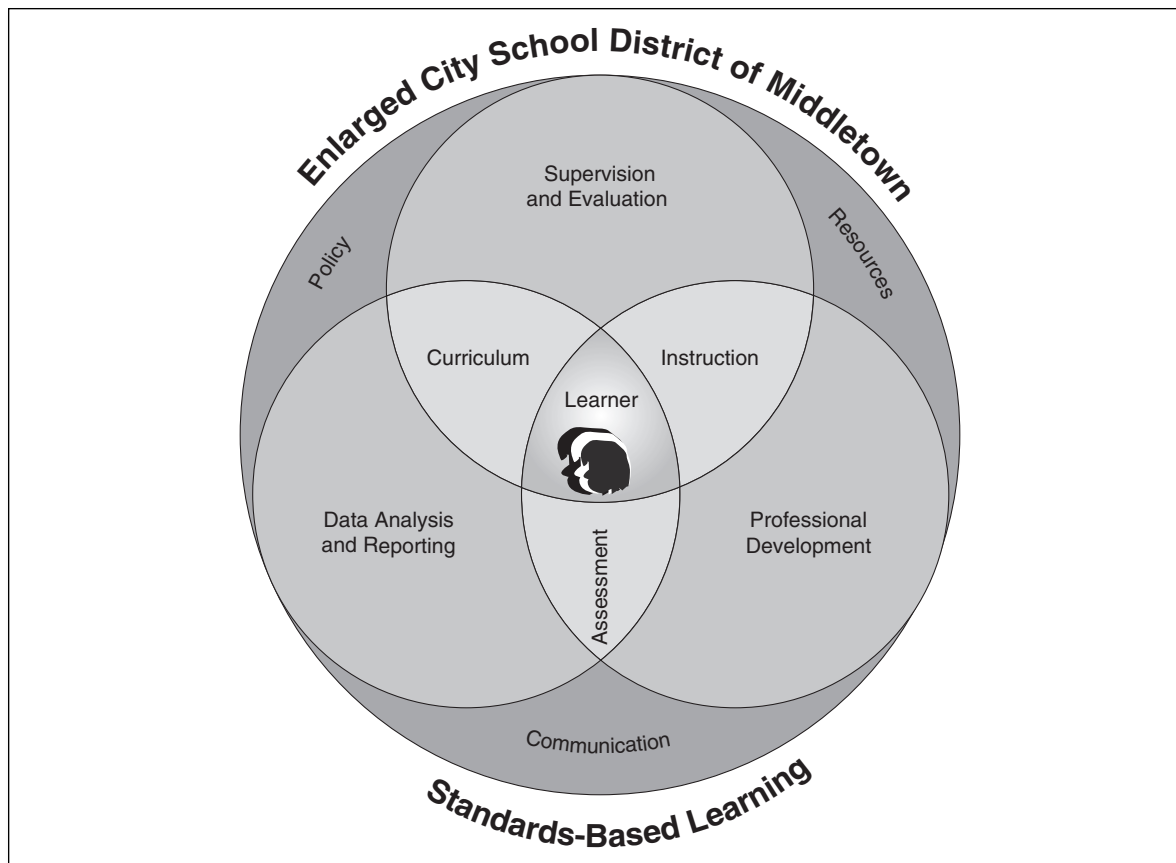 Enlarged City School District of Middletown
Supervision
and Evaluation
Policy
Resources
Curriculum
Instruction
Learner
Data Analysis
and Reporting
Professional
Development
Assessment
Communication
Standards-Based Learning